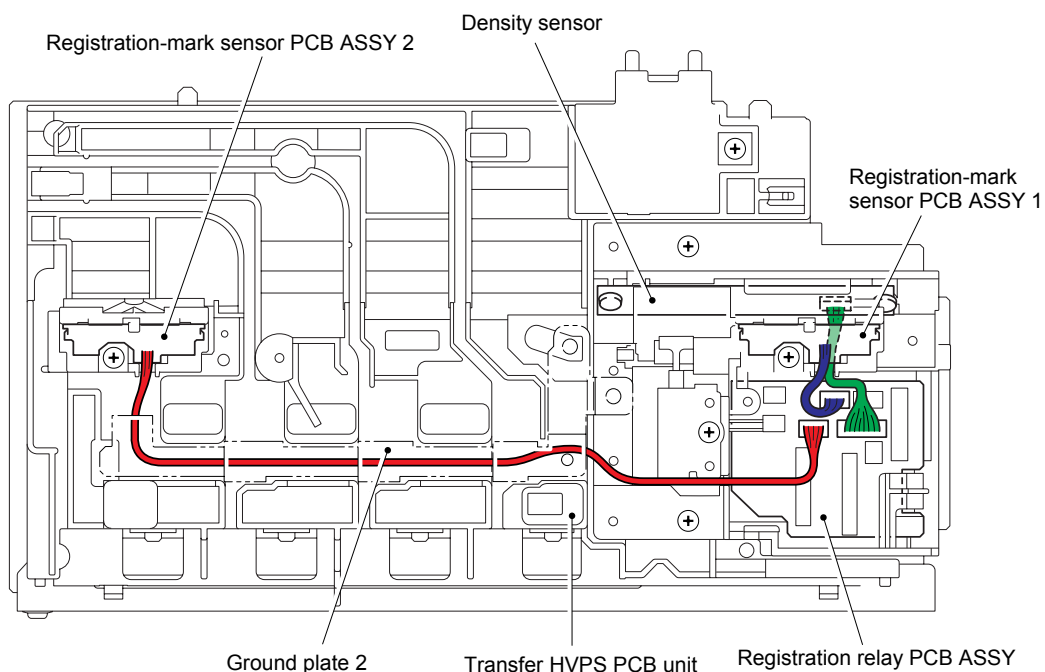 Density sensor
Registration-mark sensor PCB ASSY 2
Registration-mark
sensor PCB ASSY 1
Ground plate 2
Transfer HVPS PCB unit
Registration relay PCB ASSY